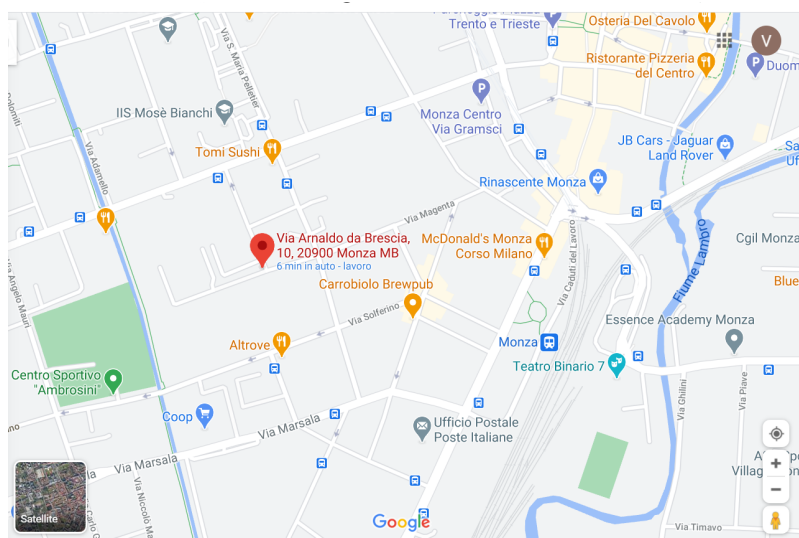 Trento e Trieste
Osteria Del Cavolo
V
Ristorante Pizzeria
del Centro
Duom
Via S. Maria Pelletier
IIS Mosè Bianchi
Monza Centro
Via Gramsci
Tomi Sushi
JB Cars - Jaguar
Land Rover
Via Adamello
Rinascente Monza
Via Magenta
Via Arnaldo da Brescia,
10, 20900 Monza MB
6 min in auto - lavoro
McDonald's Monza
Corso Milano
Via Caduti del Lavoro
Fiume Lambro
Cgil Monza
Via Angelo Mauri
Carrobiolo Brewpub
Blue
Via Solferino
Essence Academy Monza
Altrove
Monza
Teatro Binario 7
Centro Sportivo
"Ambrosini"
Coop
Via Ghilini
Via Piave
Via Marsala
Ufficio Postale
Poste Italiane
Via Marsala
Villag
Via Niccolò
Satellite
Google
Via Timavo